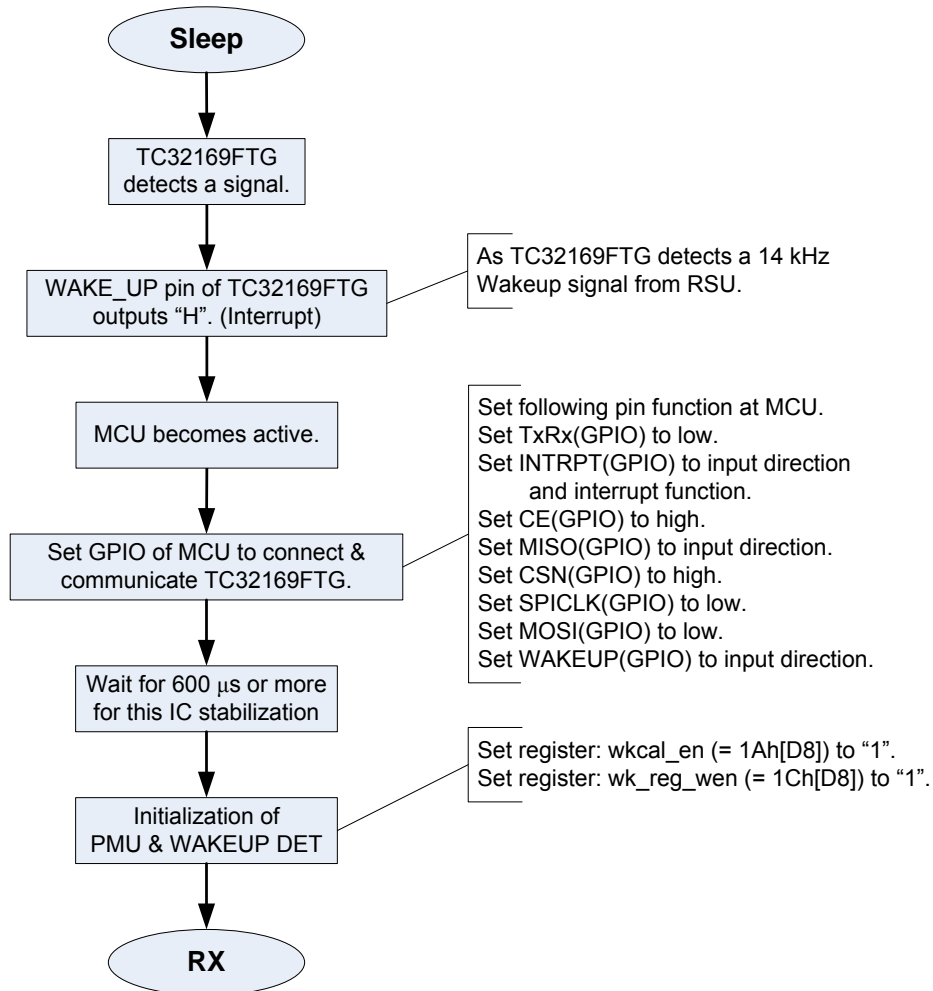 Sleep
TC32169FTG
detects a signal.
WAKE_UP pin of TC32169FTG
outputs “H”. (Interrupt)
As TC32169FTG detects a 14 kHz
Wakeup signal from RSU.
MCU becomes active.
Set GPIO of MCU to connect &
communicate TC32169FTG.
Set following pin function at MCU.
Set TxRx(GPIO) to low.
Set INTRPT(GPIO) to input direction
and interrupt function.
Set CE(GPIO) to high.
Set MISO(GPIO) to input direction.
Set CSN(GPIO) to high.
Set SPICLK(GPIO) to low.
Set MOSI(GPIO) to low.
Set WAKEUP(GPIO) to input direction.
Wait for 600 μs or more
for this IC stabilization
Initialization of
PMU & WAKEUP DET
Set register: wkcal_en (= 1Ah[D8]) to “1”.
Set register: wk_reg_wen (= 1Ch[D8]) to “1”.
RX